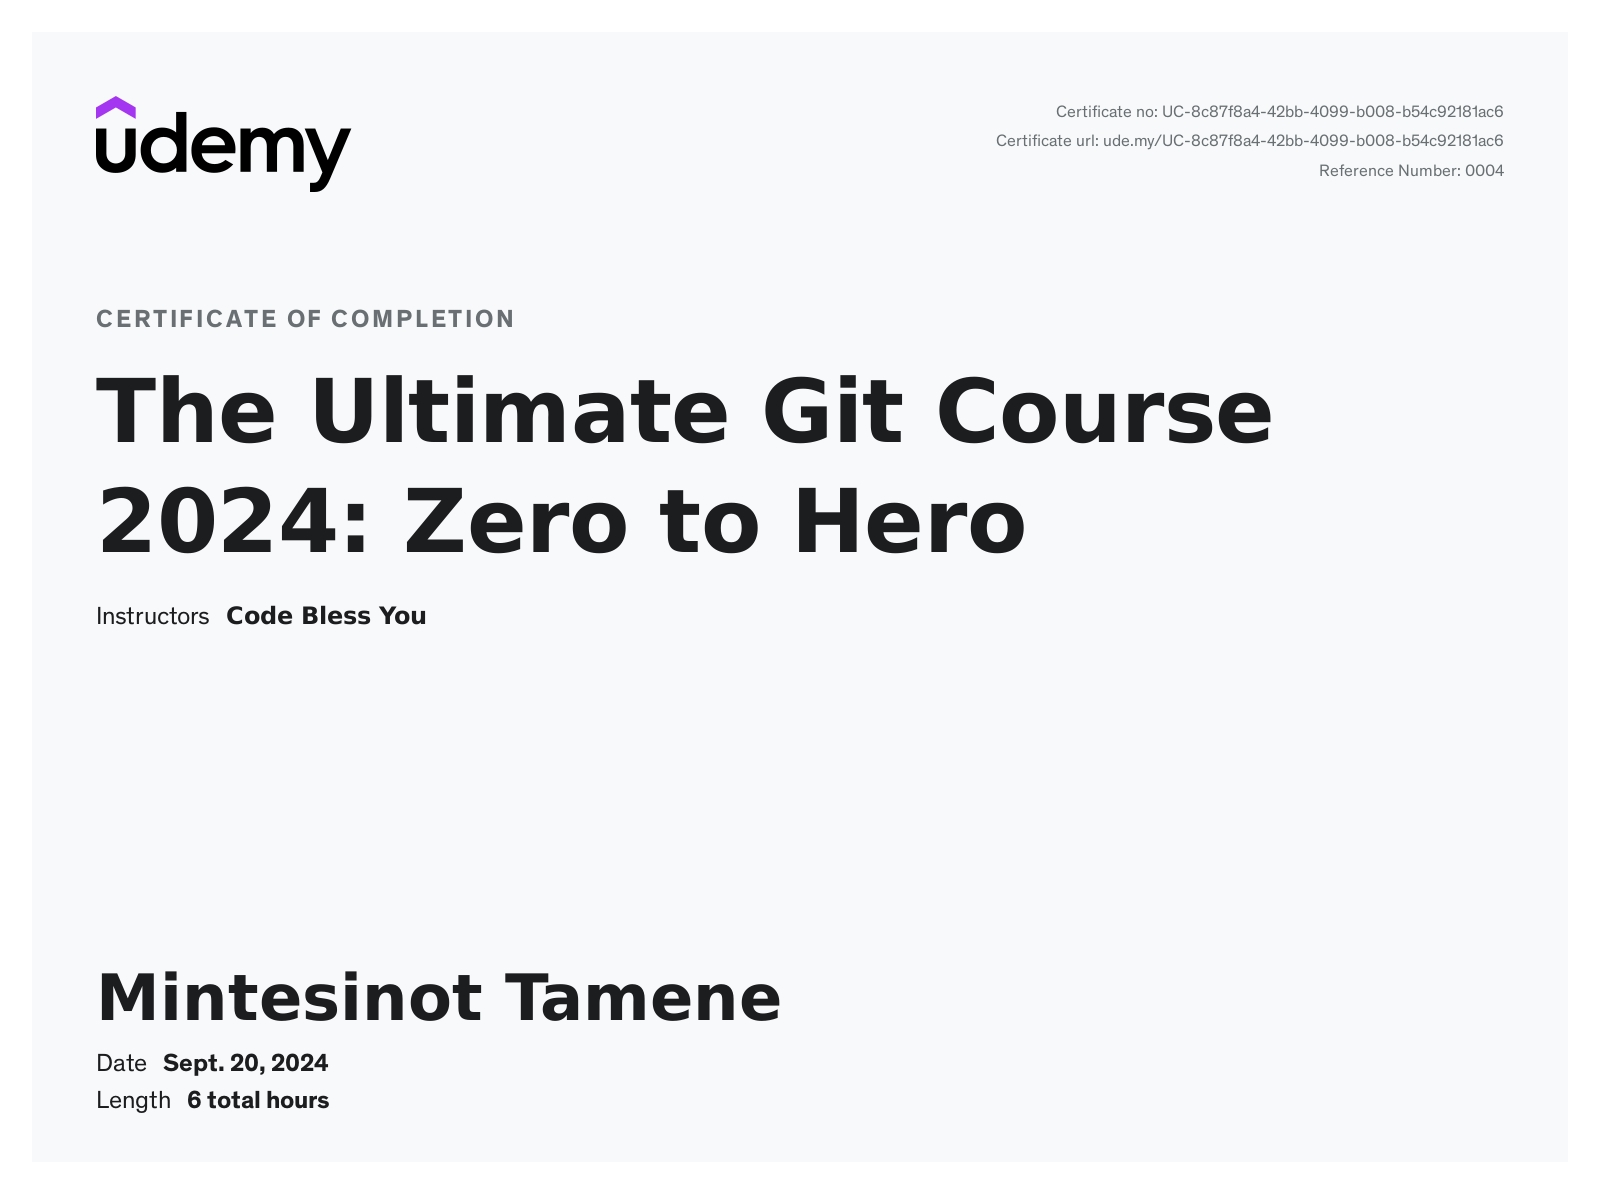 udemy
Certificate no: UC-8c87f8a4-42bb-4099-b008-b54c92181ac6
Certificate url: ude.my/UC-8c87f8a4-42bb-4099-b008-b54c92181ac6
Reference Number: 0004
CERTIFICATE OF COMPLETION
The Ultimate Git Course
2024: Zero to Hero
Instructors Code Bless You
Mintesinot Tamene
Date Sept. 20, 2024
Length 6 total hours